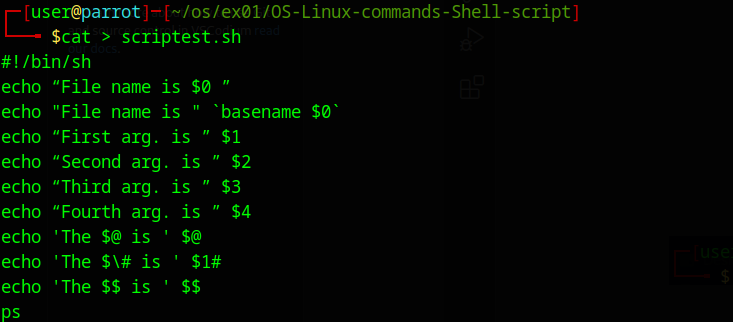 ┌─[user@parrot]─[~/os/ex01/OS-Linux-commands-Shell-script]
└──╼ $cat > scriptest.sh
#!/bin/sh
echo “File name is $0 ”
echo "File name is " `basename $0`
echo “First arg. is ” $1
echo “Second arg. is ” $2
echo “Third arg. is ” $3
echo “Fourth arg. is ” $4
echo 'The $@ is ' $@
echo 'The $\# is ' $1#
echo 'The $$ is ' $$
ps
[use
$